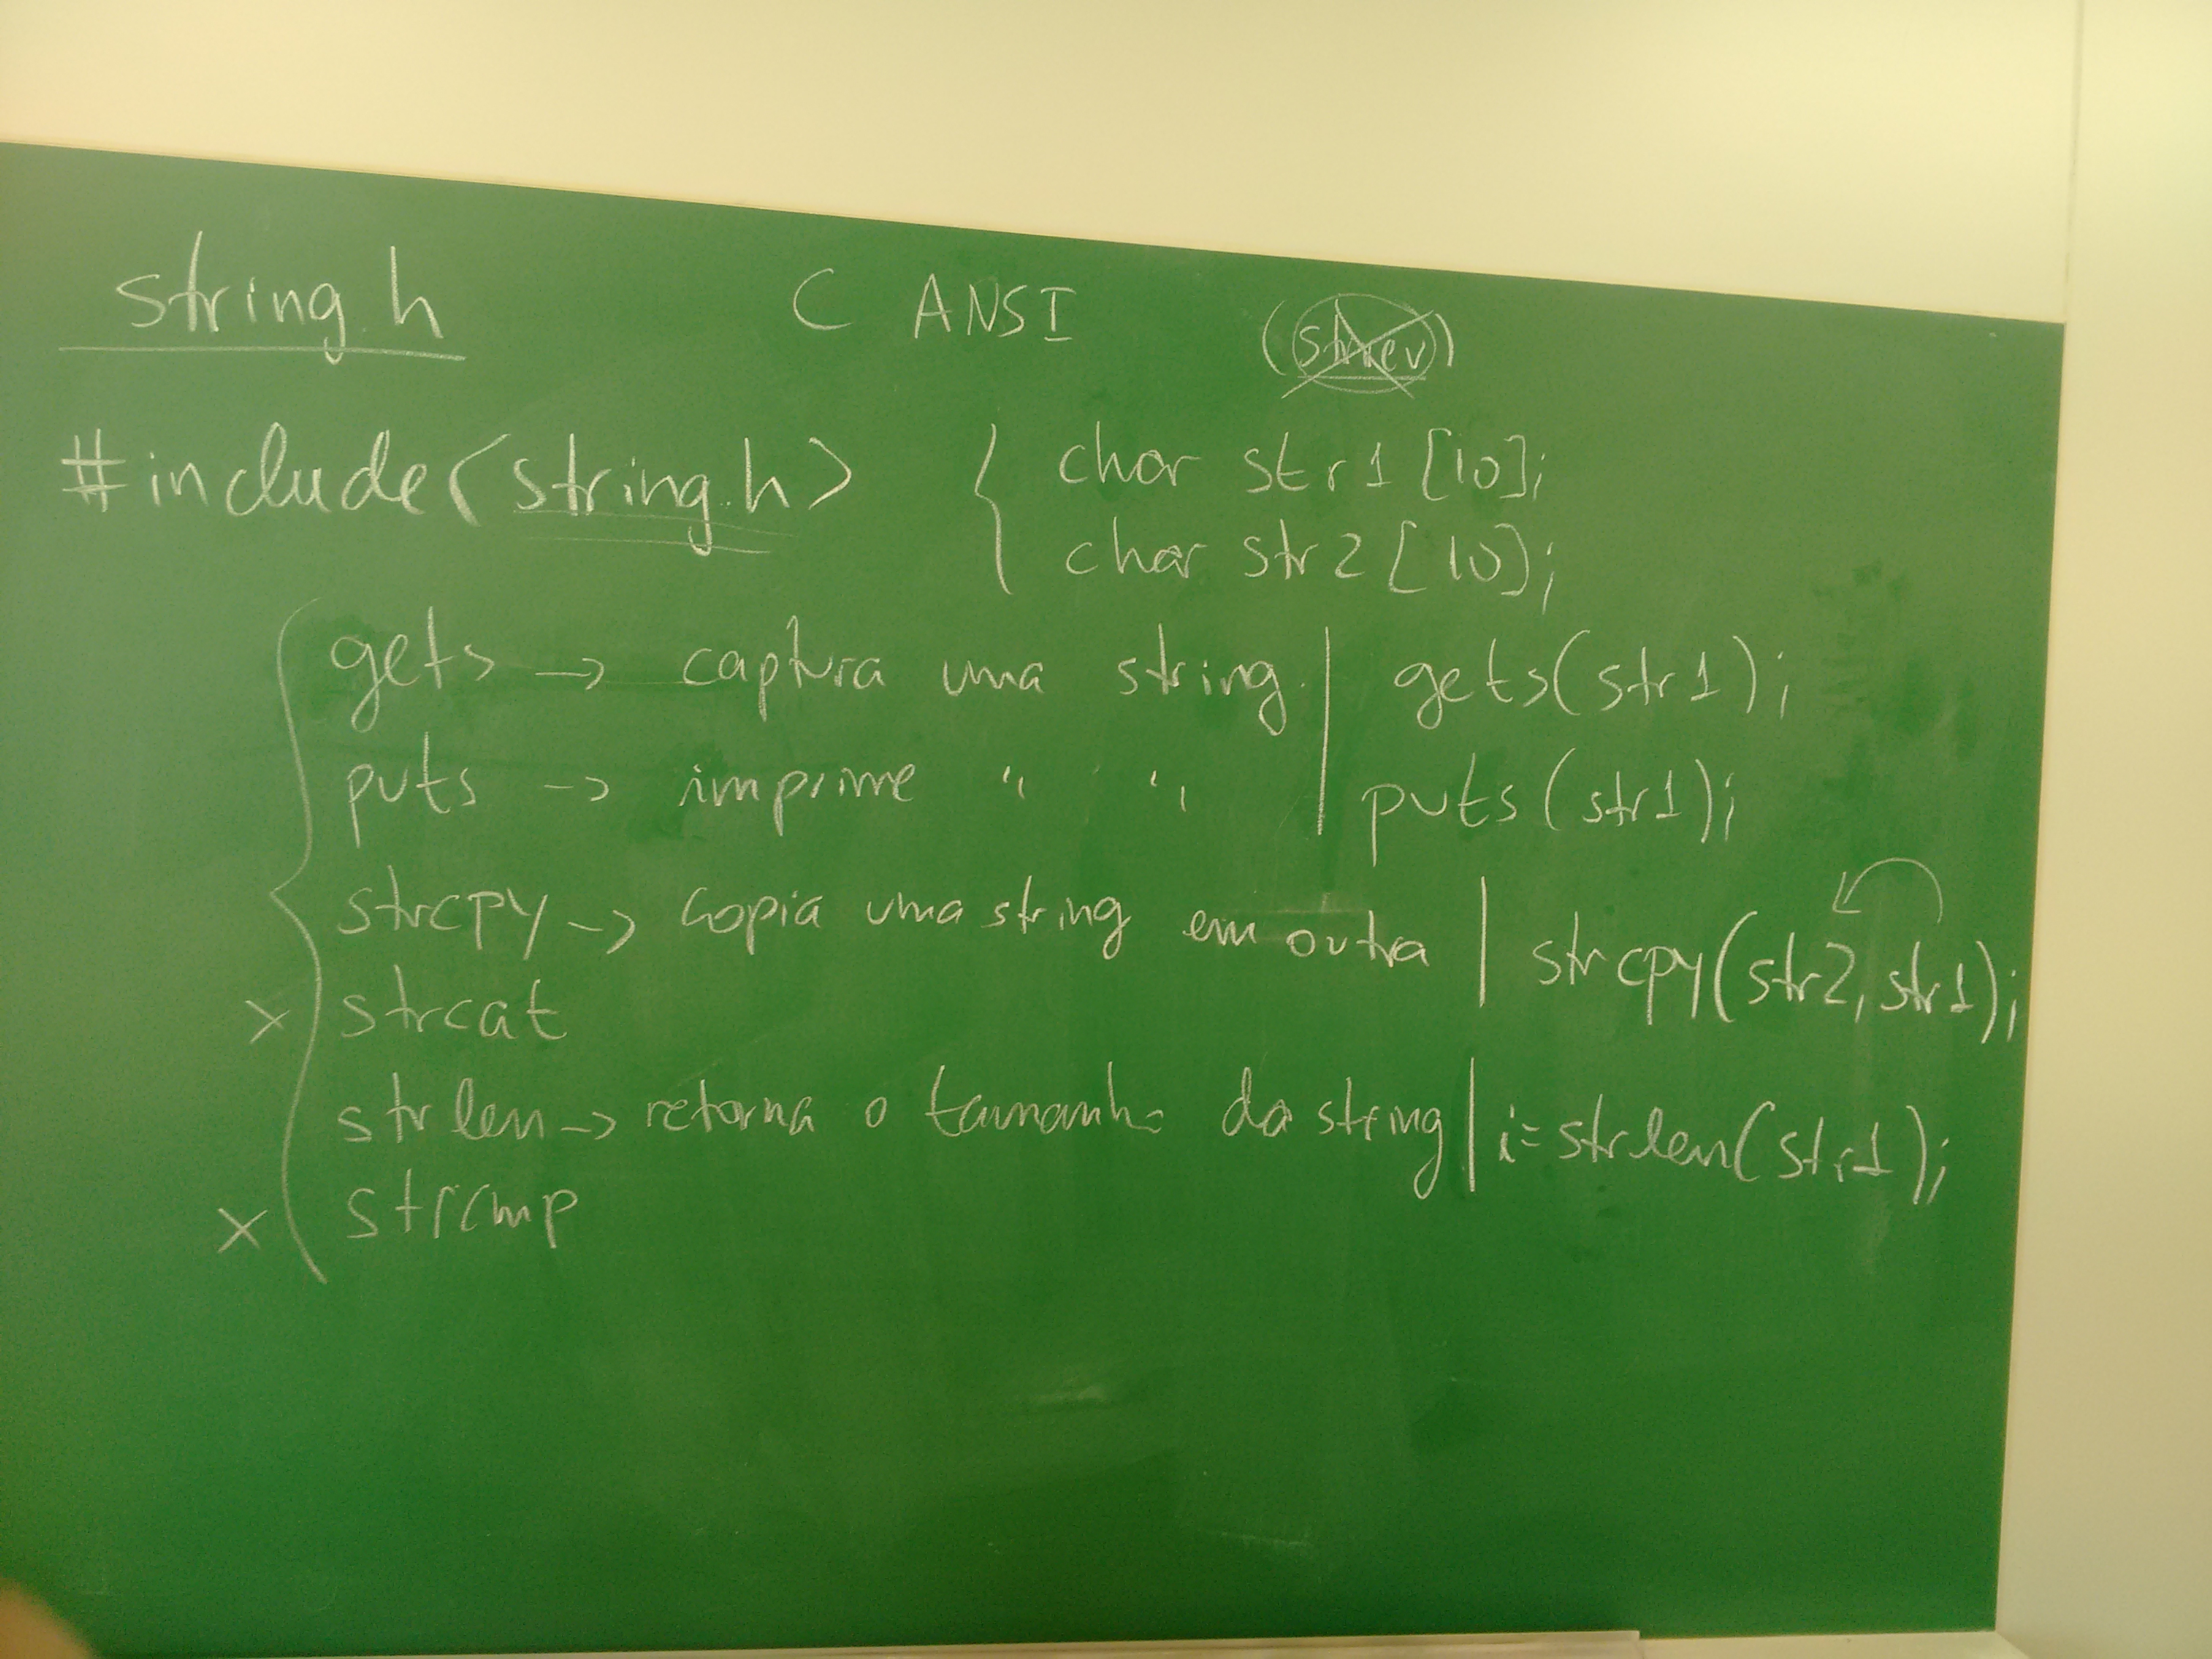 string.h C ANSI (strrev)
#include<string.h>
char str1[10];
char str2[10];
gets -> captura uma string | gets(str1);
puts -> imprime " " | puts(str1);
strcpy -> copia uma string em outra | strcpy(str2, str1);
x strcat
strlen -> retorna o tamanho da string | i=strlen(str1);
x strcmp